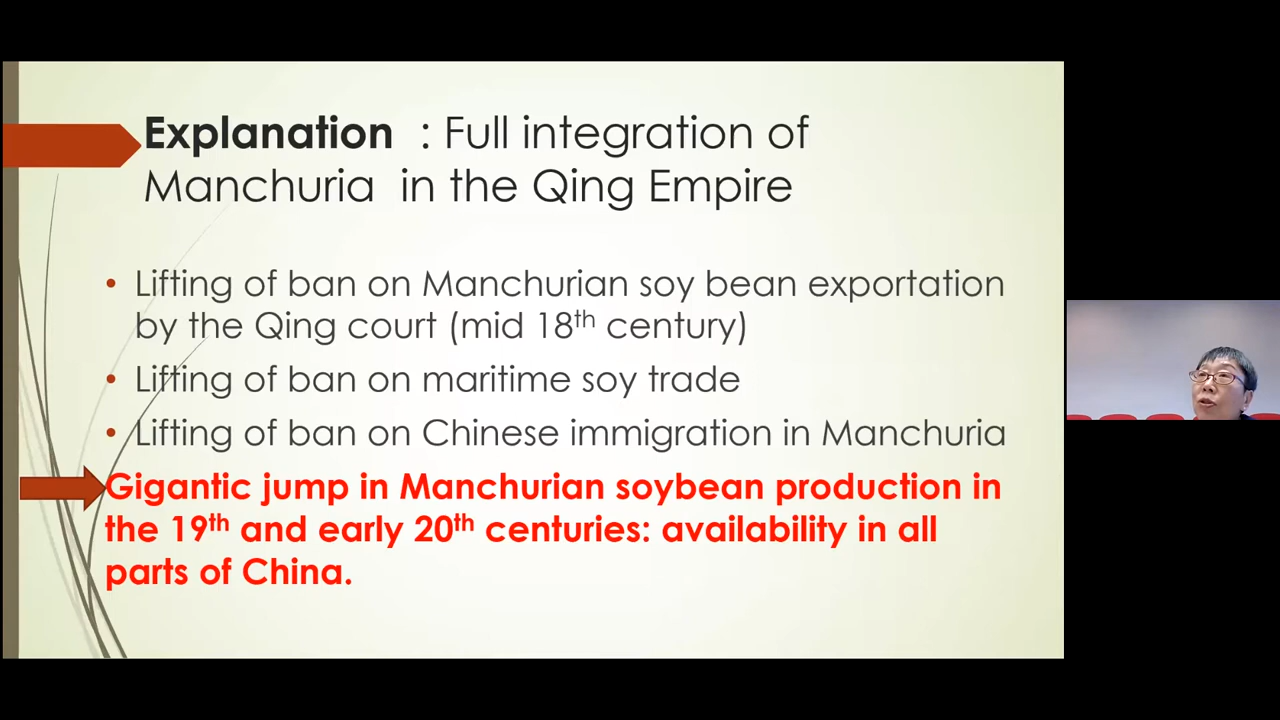 Explanation : Full integration of
Manchuria in the Qing Empire
• Lifting of ban on Manchurian soy bean exportation
by the Qing court (mid 18th century)
• Lifting of ban on maritime soy trade
• Lifting of ban on Chinese immigration in Manchuria
Gigantic jump in Manchurian soybean production in
the 19th and early 20th centuries: availability in all
parts of China.